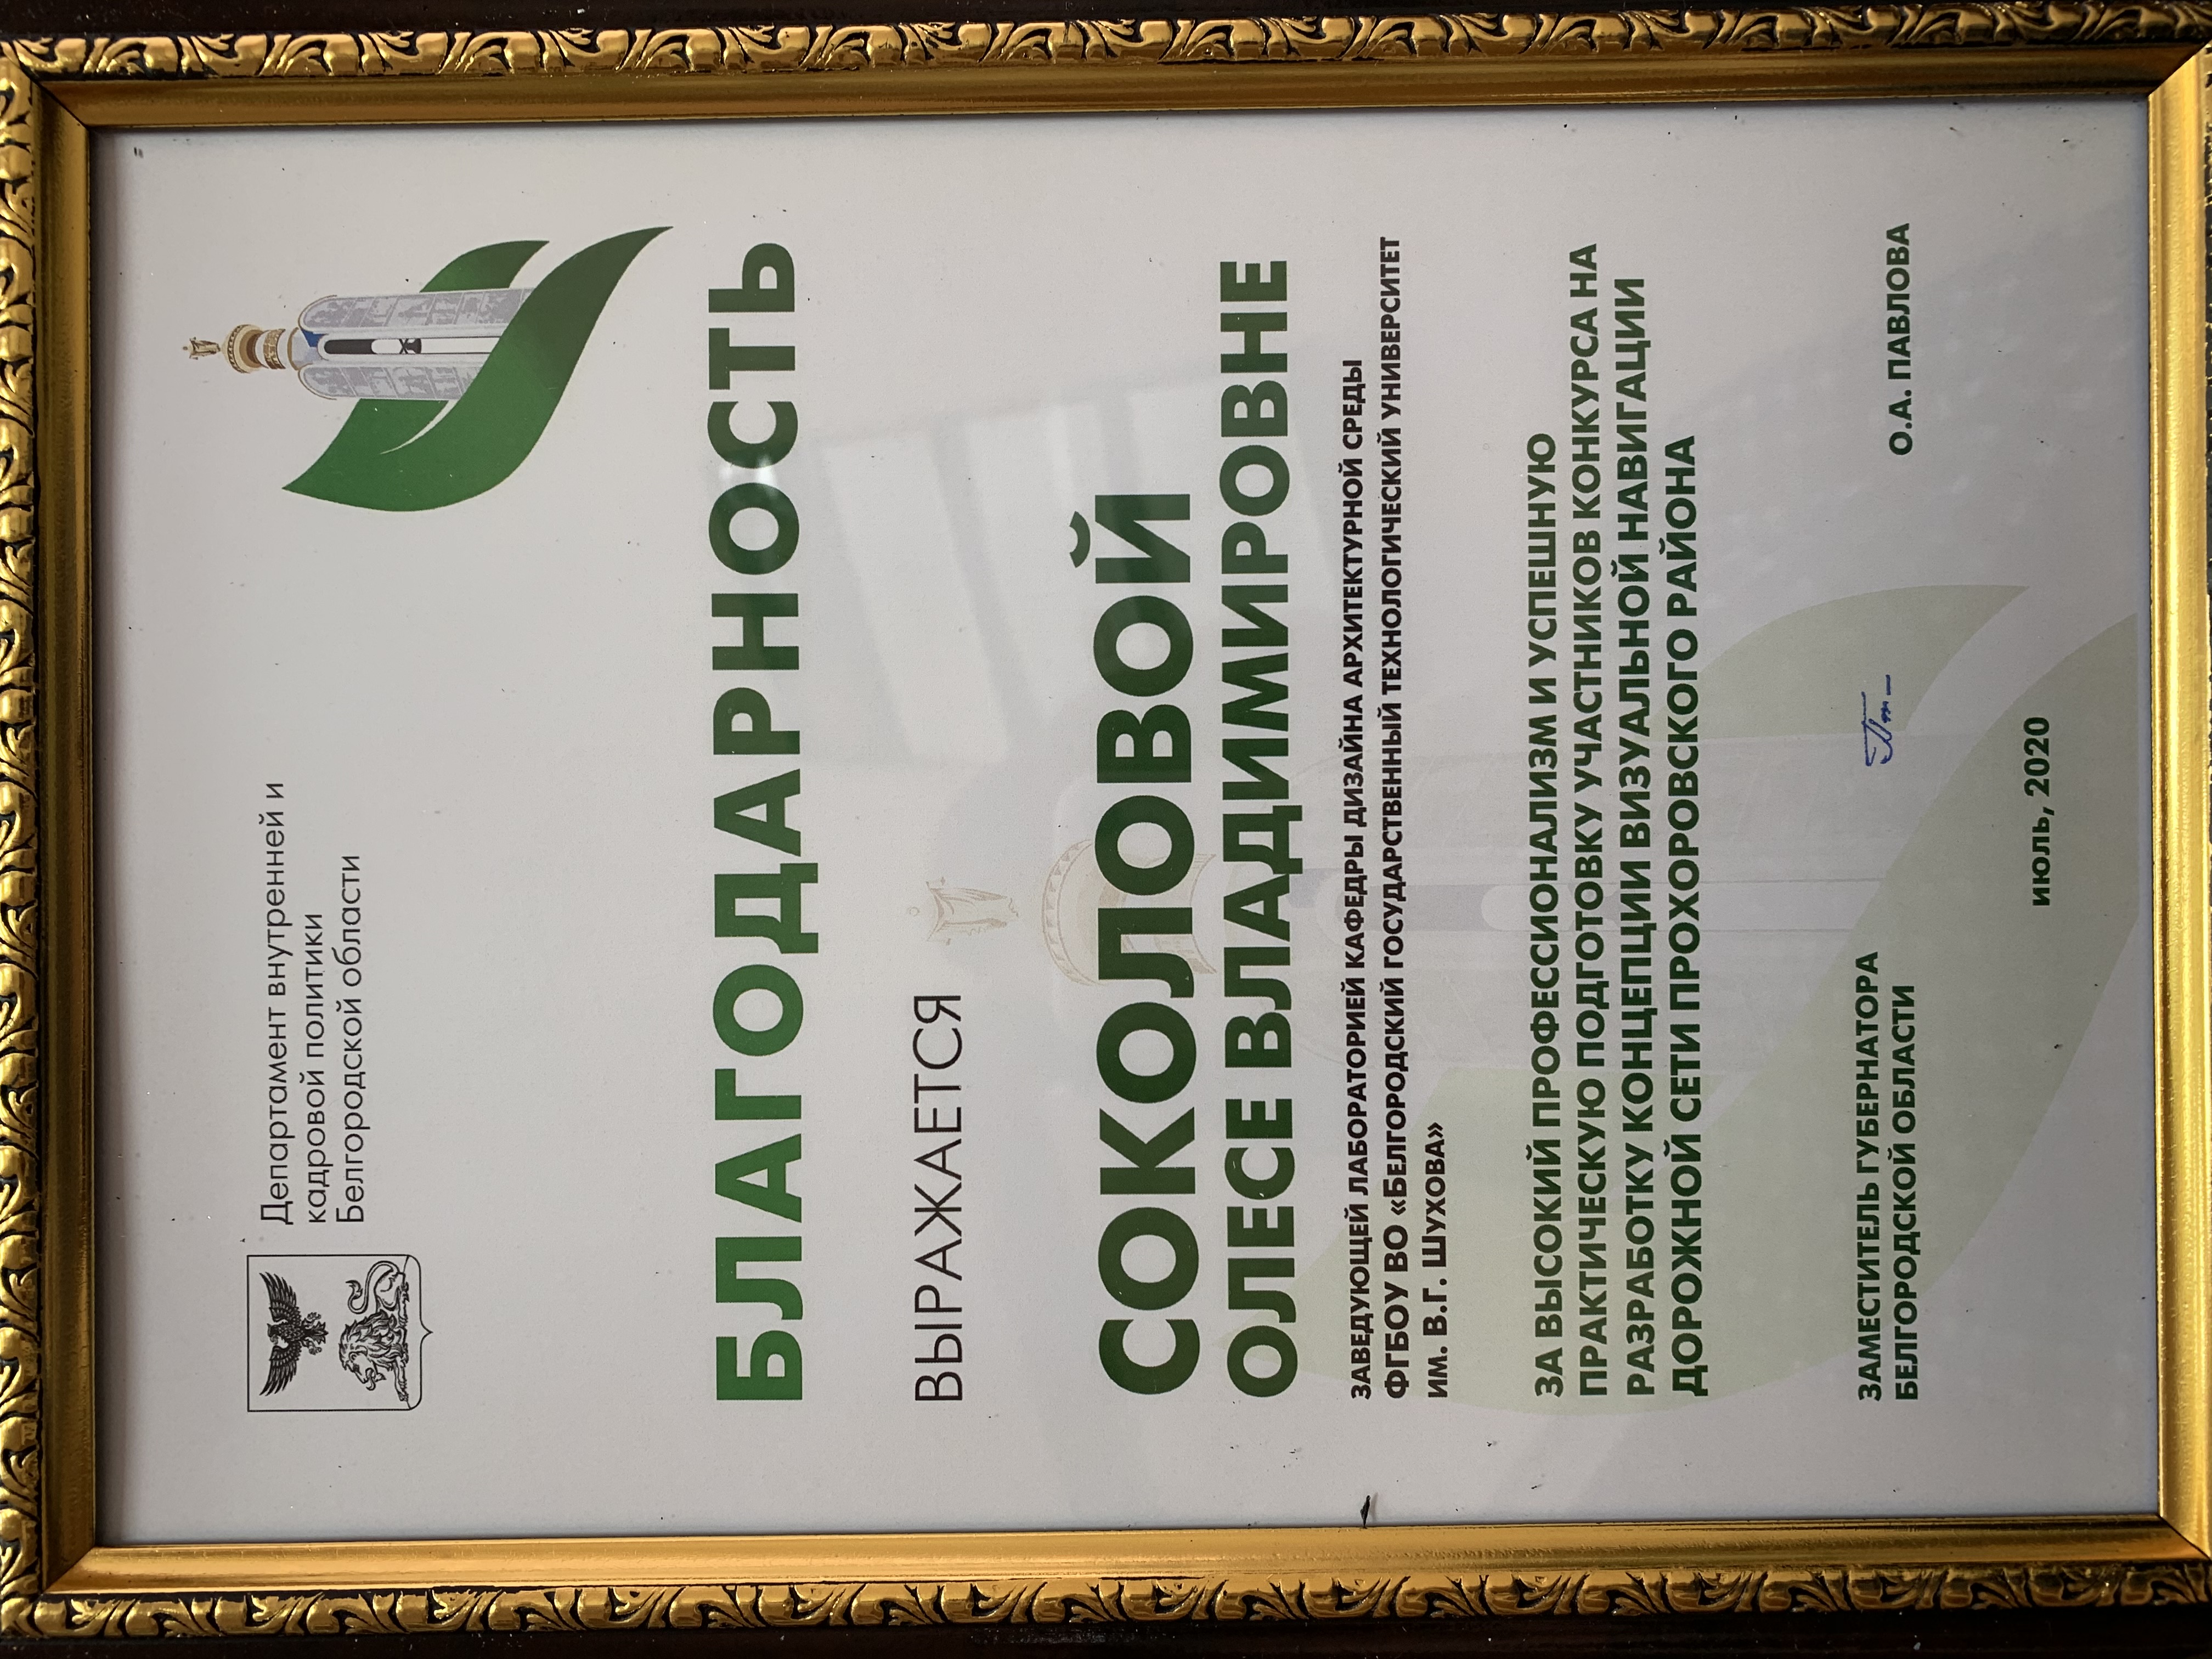 Департамент внутренней и
кадровой политики
Белгородской области
БЛАГОДАРНОСТЬ
ВЫРАЖАЕТСЯ
СОКОЛОВОЙ
ОЛЕСЕ ВЛАДИМИРОВНЕ
ЗАВЕДУЮЩЕЙ ЛАБОРАТОРИЕЙ КАФЕДРЫ ДИЗАЙНА АРХИТЕКТУРНОЙ СРЕДЫ
ФГБОУ ВО «БЕЛГОРОДСКИЙ ГОСУДАРСТВЕННЫЙ ТЕХНОЛОГИЧЕСКИЙ УНИВЕРСИТЕТ
ИМ. В.Г. ШУХОВА»
ЗА ВЫСОКИЙ ПРОФЕССИОНАЛИЗМ И УСПЕШНУЮ
ПРАКТИЧЕСКУЮ ПОДГОТОВКУ УЧАСТНИКОВ КОНКУРСА НА
РАЗРАБОТКУ КОНЦЕПЦИИ ВИЗУАЛЬНОЙ НАВИГАЦИИ
ДОРОЖНОЙ СЕТИ ПРОХОРОВСКОГО РАЙОНА
ЗАМЕСТИТЕЛЬ ГУБЕРНАТОРА
БЕЛГОРОДСКОЙ ОБЛАСТИ
О.А. ПАВЛОВА
ИЮЛЬ, 2020